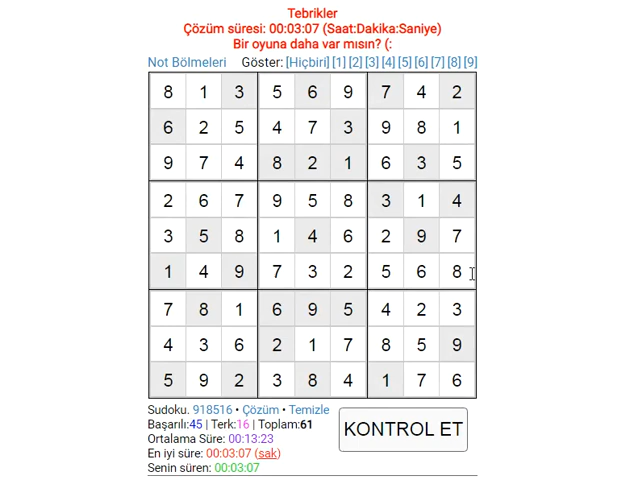 Tebrikler
Çözüm süresi: 00:03:07 (Saat:Dakika:Saniye)
Bir oyuna daha var mısın? (:
Not Bölmeleri Göster: [Hiçbiri] [1] [2] [3] [4] [5] [6] [7] [8] [9]
8 1 3 5 6 9 7 4 2
6 2 5 4 7 3 9 8 1
9 7 4 8 2 1 6 3 5
2 6 7 9 5 8 3 1 4
3 5 8 1 4 6 2 9 7
1 4 9 7 3 2 5 6 8
7 8 1 6 9 5 4 2 3
4 3 6 2 1 7 8 5 9
5 9 2 3 8 4 1 7 6
Sudoku. 918516 • Çözüm • Temizle
Başarılı:45 | Terk:16 | Toplam:61
Ortalama Süre: 00:13:23
En iyi süre: 00:03:07 (sak)
Senin süren: 00:03:07
KONTROL ET